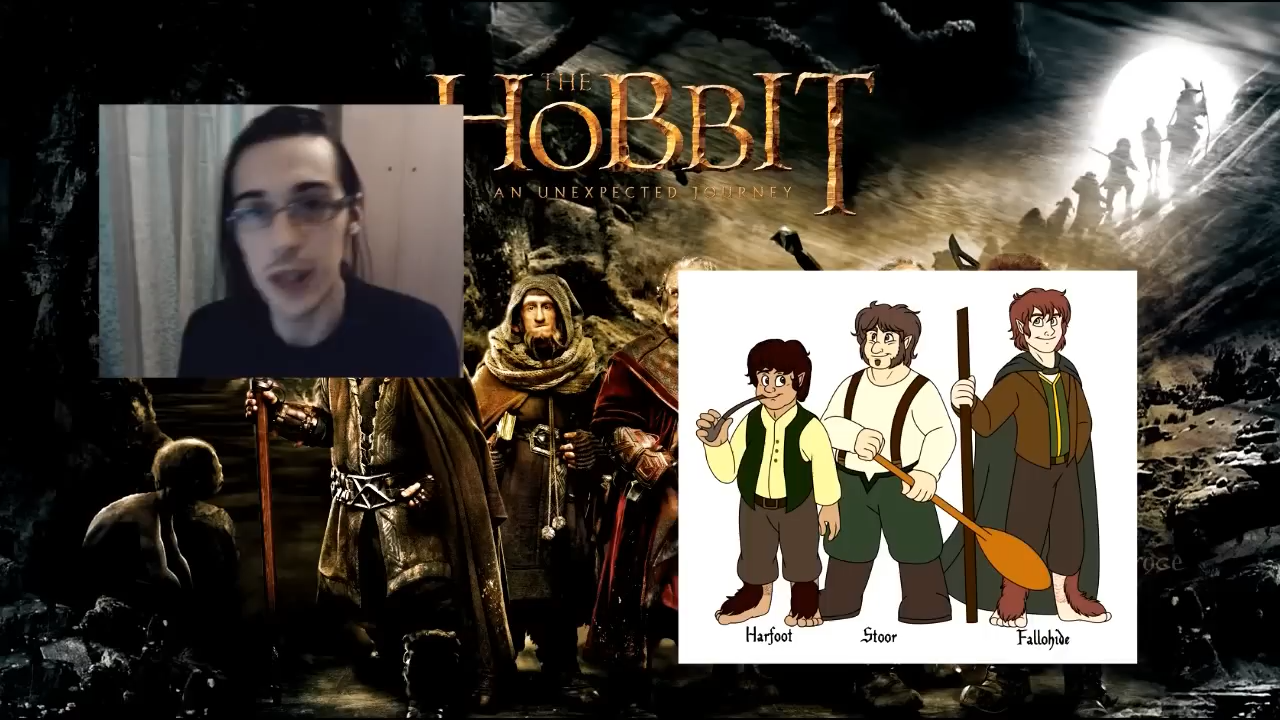 THE
HOBBIT
AN UNEXPECTED JOURNEY
Harfoot
Stoor
Fallohide